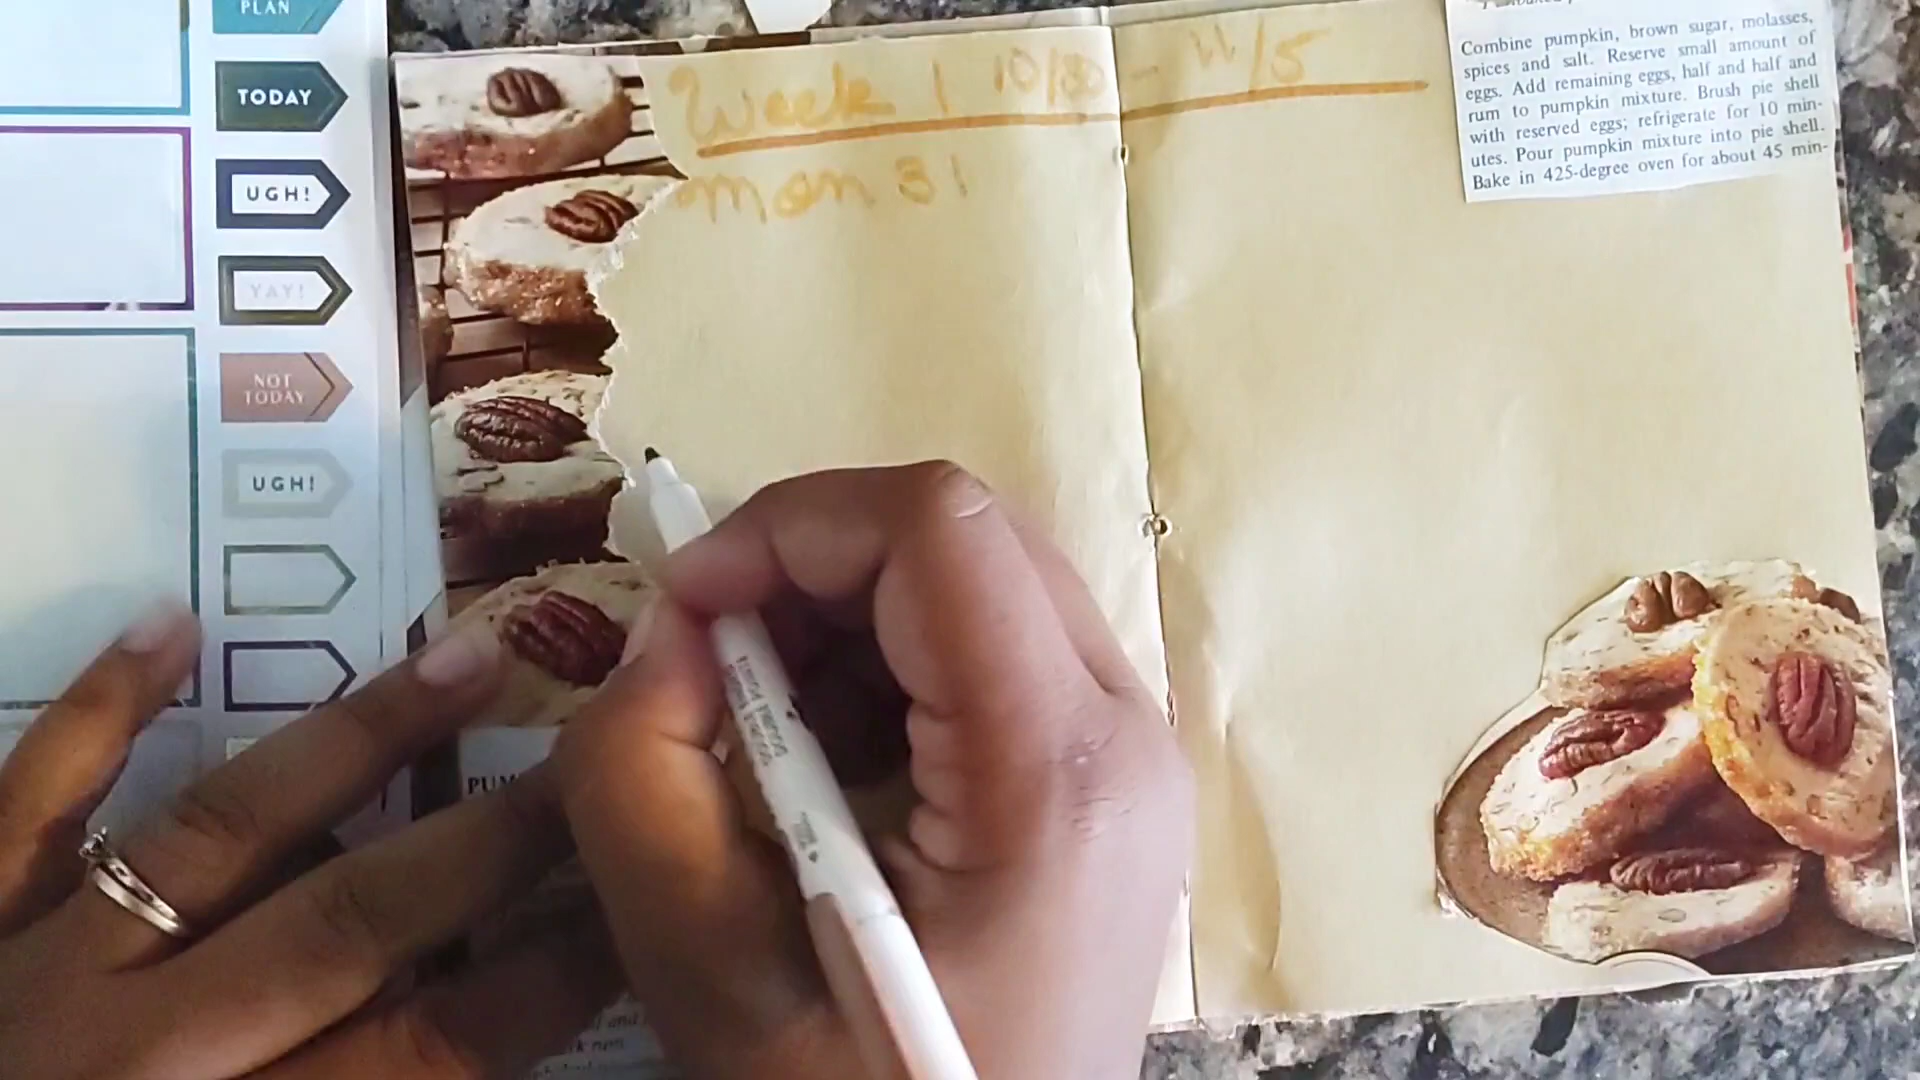 PLAN
TODAY
UGH!
YAY!
NOT
TODAY
UGH!
Week 1 10/30 - 11/5
mon 31
Combine pumpkin, brown sugar, molasses,
spices and salt. Reserve small amount of
eggs. Add remaining eggs, half and half and
rum to pumpkin mixture. Brush pie shell
with reserved eggs; refrigerate for 10 min-
utes. Pour pumpkin mixture into pie shell.
Bake in 425-degree oven for about 45 min-
PUM
and